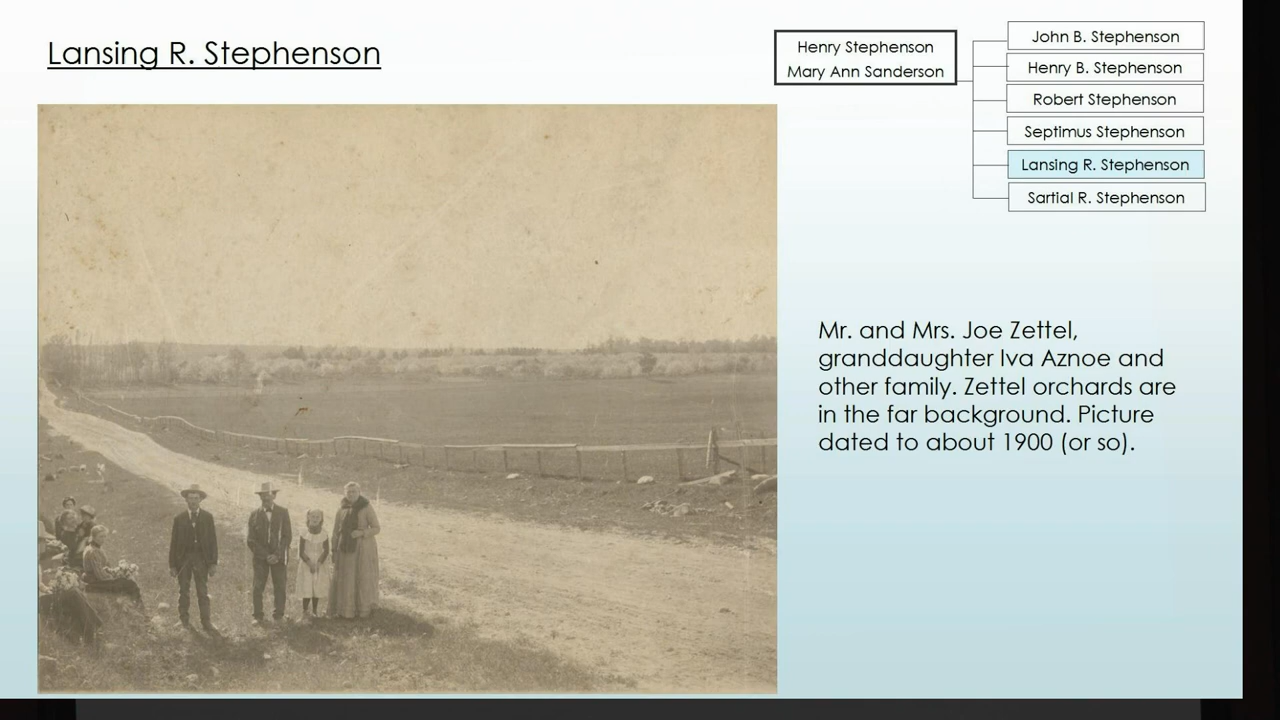 Lansing R. Stephenson
Henry Stephenson
Mary Ann Sanderson
John B. Stephenson
Henry B. Stephenson
Robert Stephenson
Septimus Stephenson
Lansing R. Stephenson
Sartial R. Stephenson
Mr. and Mrs. Joe Zettel,
granddaughter Iva Aznoe and
other family. Zettel orchards are
in the far background. Picture
dated to about 1900 (or so).